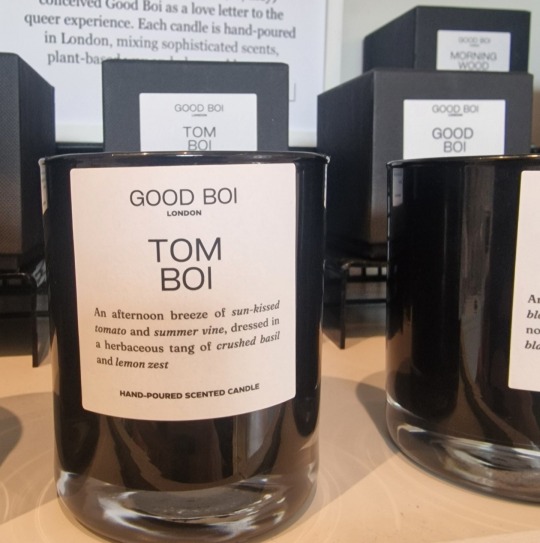 conceived Good Boi as a love letter to the
queer experience. Each candle is hand-poured
in London, mixing sophisticated scents,
GOOD BOI
LONDON
TOM
BOI
GOOD BOI
MORNING
WOOD
GOOD BOI
LONDON
GOOD
BOI
GOOD BOI
LONDON
TOM
BOI
An afternoon breeze of sun-kissed
tomato and summer vine, dressed in
a herbaceous tang of crushed basil
and lemon zest
HAND-POURED SCENTED CANDLE